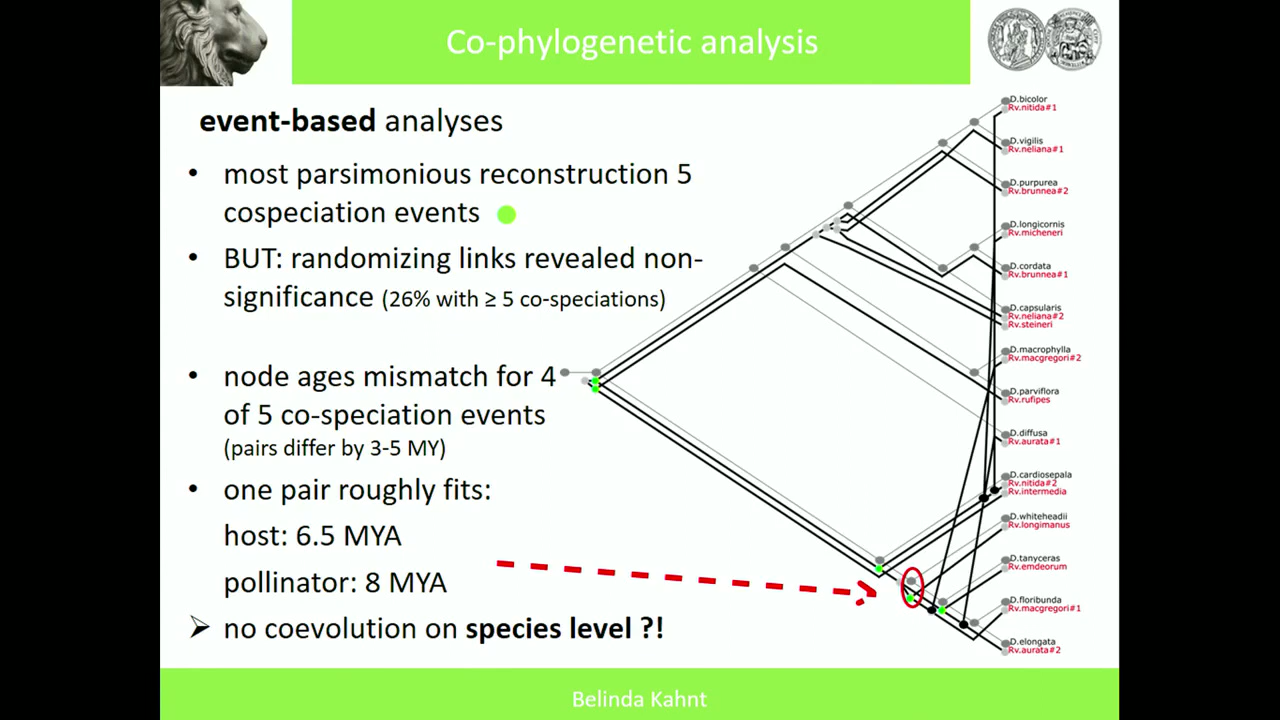 Co-phylogenetic analysis
event-based analyses
• most parsimonious reconstruction 5
cospeciation events
• BUT: randomizing links revealed non-
significance (26% with ≥ 5 co-speciations)
• node ages mismatch for 4
of 5 co-speciation events
(pairs differ by 3-5 MY)
• one pair roughly fits:
host: 6.5 MYA
pollinator: 8 MYA
➢ no coevolution on species level ?!
D.bicolor
Rv.nitida#1
D.vigilis
Rv.neliana#1
D.purpurea
Rv.brunnea#2
D.longicornis
Rv.micheneri
D.cordata
Rv.brunnea#1
D.capsularis
Rv.neliana#2
Rv.steineri
D.macrophylla
Rv.macgregori#2
D.parviflora
Rv.rufipes
D.diffusa
Rv.aurata#1
D.cardiosepala
Rv.nitida#2
Rv.intermedia
D.whiteheadii
Rv.longimanus
D.tanyceras
Rv.emdeorum
D.floribunda
Rv.macgregori#1
D.elongata
Rv.aurata#2
Belinda Kahnt